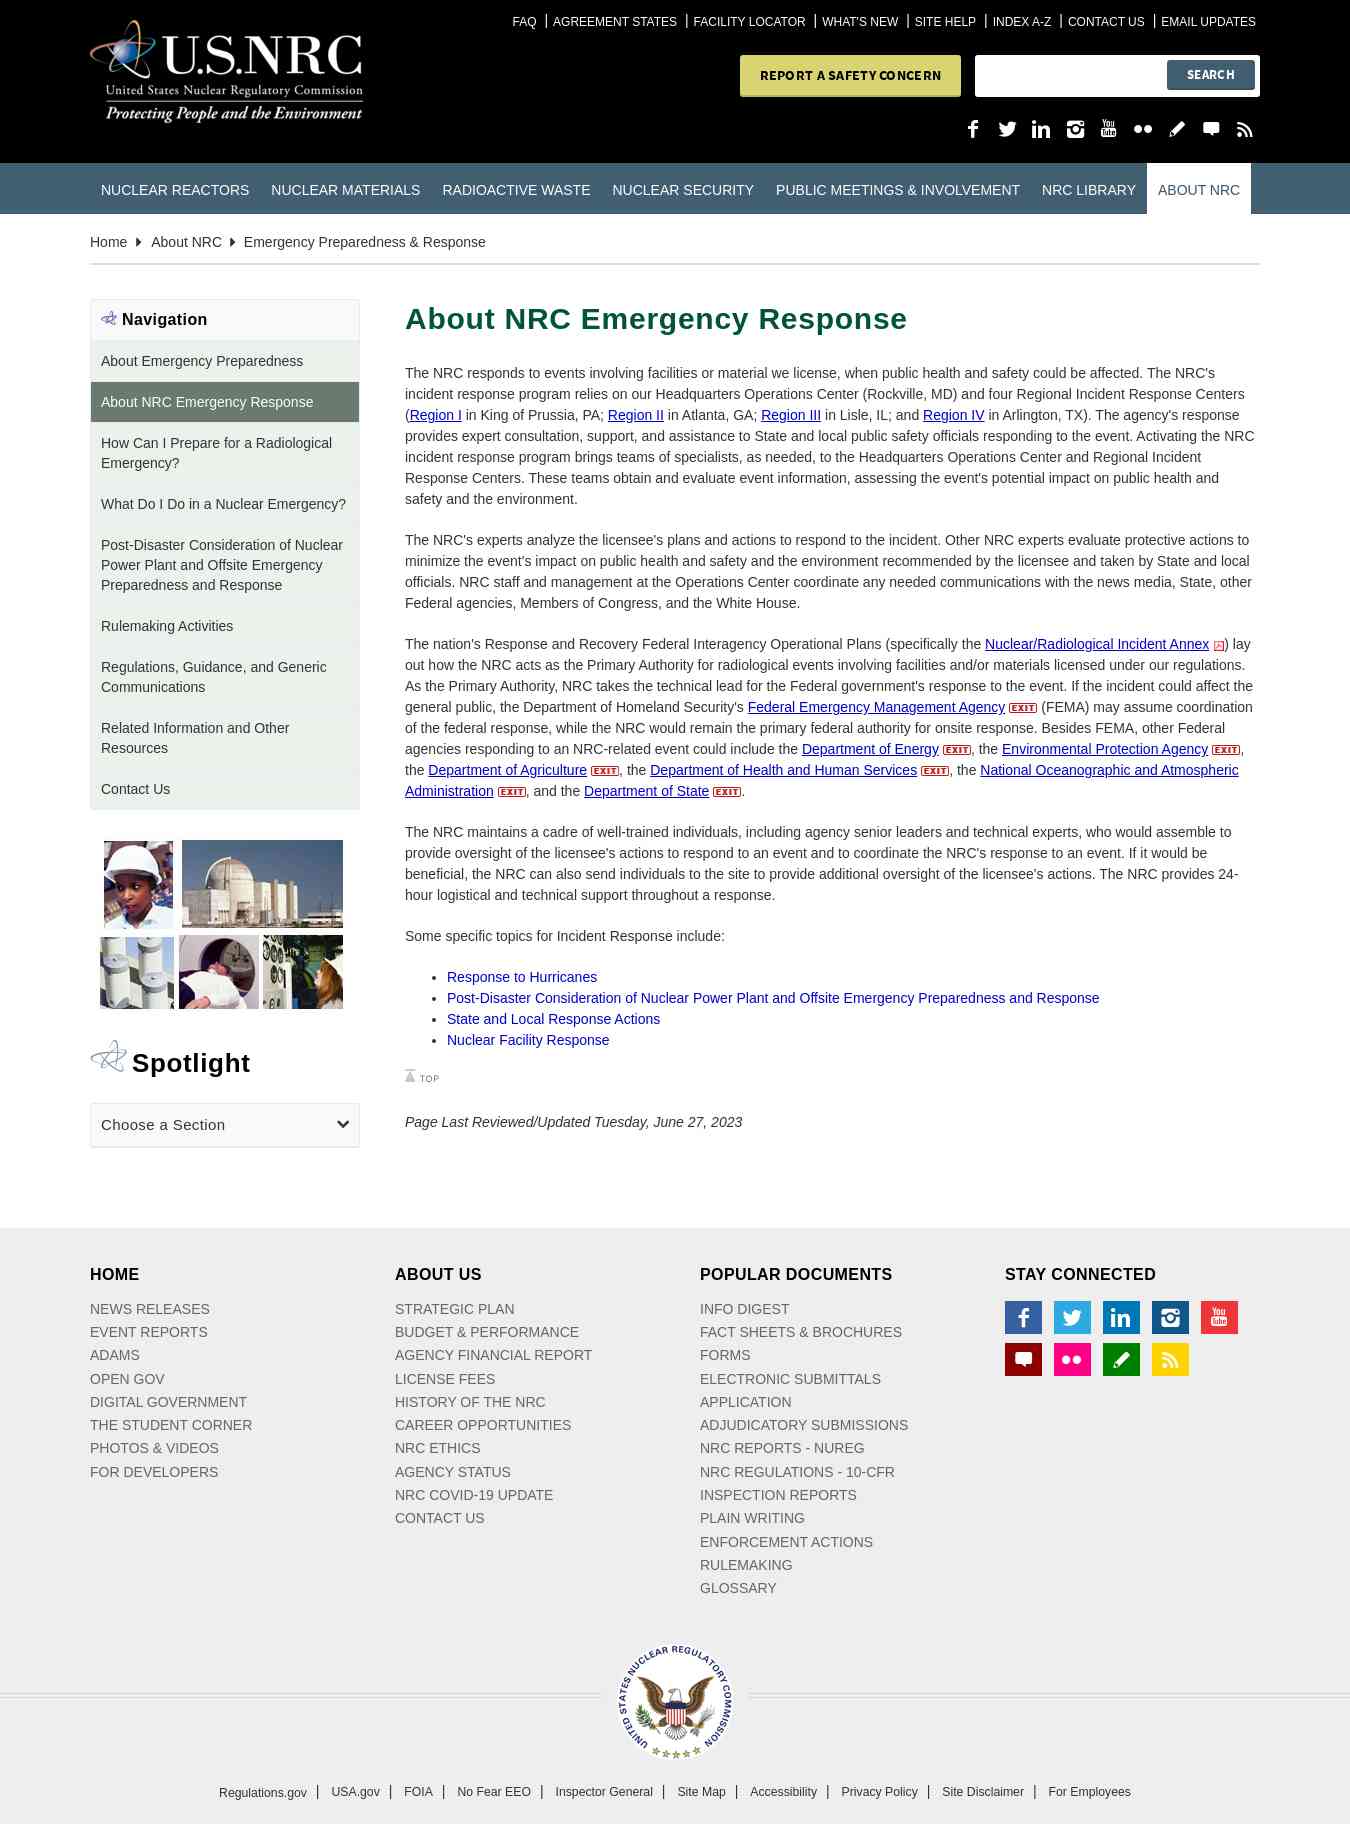 FAQ | AGREEMENT STATES | FACILITY LOCATOR | WHAT'S NEW | SITE HELP | INDEX A-Z | CONTACT US | EMAIL UPDATES
U.S.NRC
United States Nuclear Regulatory Commission
Protecting People and the Environment
REPORT A SAFETY CONCERN
SEARCH
You
Tube
NUCLEAR REACTORS NUCLEAR MATERIALS RADIOACTIVE WASTE NUCLEAR SECURITY PUBLIC MEETINGS & INVOLVEMENT NRC LIBRARY ABOUT NRC
Home About NRC Emergency Preparedness & Response
Navigation
About Emergency Preparedness
About NRC Emergency Response
How Can I Prepare for a Radiological
Emergency?
What Do I Do in a Nuclear Emergency?
Post-Disaster Consideration of Nuclear
Power Plant and Offsite Emergency
Preparedness and Response
Rulemaking Activities
Regulations, Guidance, and Generic
Communications
Related Information and Other
Resources
Contact Us
Spotlight
Choose a Section
About NRC Emergency Response
The NRC responds to events involving facilities or material we license, when public health and safety could be affected. The NRC's
incident response program relies on our Headquarters Operations Center (Rockville, MD) and four Regional Incident Response Centers
(Region I in King of Prussia, PA; Region II in Atlanta, GA; Region III in Lisle, IL; and Region IV in Arlington, TX). The agency's response
provides expert consultation, support, and assistance to State and local public safety officials responding to the event. Activating the NRC
incident response program brings teams of specialists, as needed, to the Headquarters Operations Center and Regional Incident
Response Centers. These teams obtain and evaluate event information, assessing the event's potential impact on public health and
safety and the environment.
The NRC's experts analyze the licensee's plans and actions to respond to the incident. Other NRC experts evaluate protective actions to
minimize the event's impact on public health and safety and the environment recommended by the licensee and taken by State and local
officials. NRC staff and management at the Operations Center coordinate any needed communications with the news media, State, other
Federal agencies, Members of Congress, and the White House.
The nation's Response and Recovery Federal Interagency Operational Plans (specifically the Nuclear/Radiological Incident Annex ) lay
out how the NRC acts as the Primary Authority for radiological events involving facilities and/or materials licensed under our regulations.
As the Primary Authority, NRC takes the technical lead for the Federal government's response to the event. If the incident could affect the
general public, the Department of Homeland Security's Federal Emergency Management Agency EXIT (FEMA) may assume coordination
of the federal response, while the NRC would remain the primary federal authority for onsite response. Besides FEMA, other Federal
agencies responding to an NRC-related event could include the Department of Energy EXIT, the Environmental Protection Agency EXIT,
the Department of Agriculture EXIT, the Department of Health and Human Services EXIT, the National Oceanographic and Atmospheric
Administration EXIT, and the Department of State EXIT.
The NRC maintains a cadre of well-trained individuals, including agency senior leaders and technical experts, who would assemble to
provide oversight of the licensee's actions to respond to an event and to coordinate the NRC's response to an event. If it would be
beneficial, the NRC can also send individuals to the site to provide additional oversight of the licensee's actions. The NRC provides 24-
hour logistical and technical support throughout a response.
Some specific topics for Incident Response include:
• Response to Hurricanes
• Post-Disaster Consideration of Nuclear Power Plant and Offsite Emergency Preparedness and Response
• State and Local Response Actions
• Nuclear Facility Response
TOP
Page Last Reviewed/Updated Tuesday, June 27, 2023
HOME
NEWS RELEASES
EVENT REPORTS
ADAMS
OPEN GOV
DIGITAL GOVERNMENT
THE STUDENT CORNER
PHOTOS & VIDEOS
FOR DEVELOPERS
ABOUT US
STRATEGIC PLAN
BUDGET & PERFORMANCE
AGENCY FINANCIAL REPORT
LICENSE FEES
HISTORY OF THE NRC
CAREER OPPORTUNITIES
NRC ETHICS
AGENCY STATUS
NRC COVID-19 UPDATE
CONTACT US
POPULAR DOCUMENTS
INFO DIGEST
FACT SHEETS & BROCHURES
FORMS
ELECTRONIC SUBMITTALS
APPLICATION
ADJUDICATORY SUBMISSIONS
NRC REPORTS - NUREG
NRC REGULATIONS - 10-CFR
INSPECTION REPORTS
PLAIN WRITING
ENFORCEMENT ACTIONS
RULEMAKING
GLOSSARY
STAY CONNECTED
You
Tube
UNITED STATES NUCLEAR REGULATORY COMMISSION
Regulations.gov | USA.gov | FOIA | No Fear EEO | Inspector General | Site Map | Accessibility | Privacy Policy | Site Disclaimer | For Employees